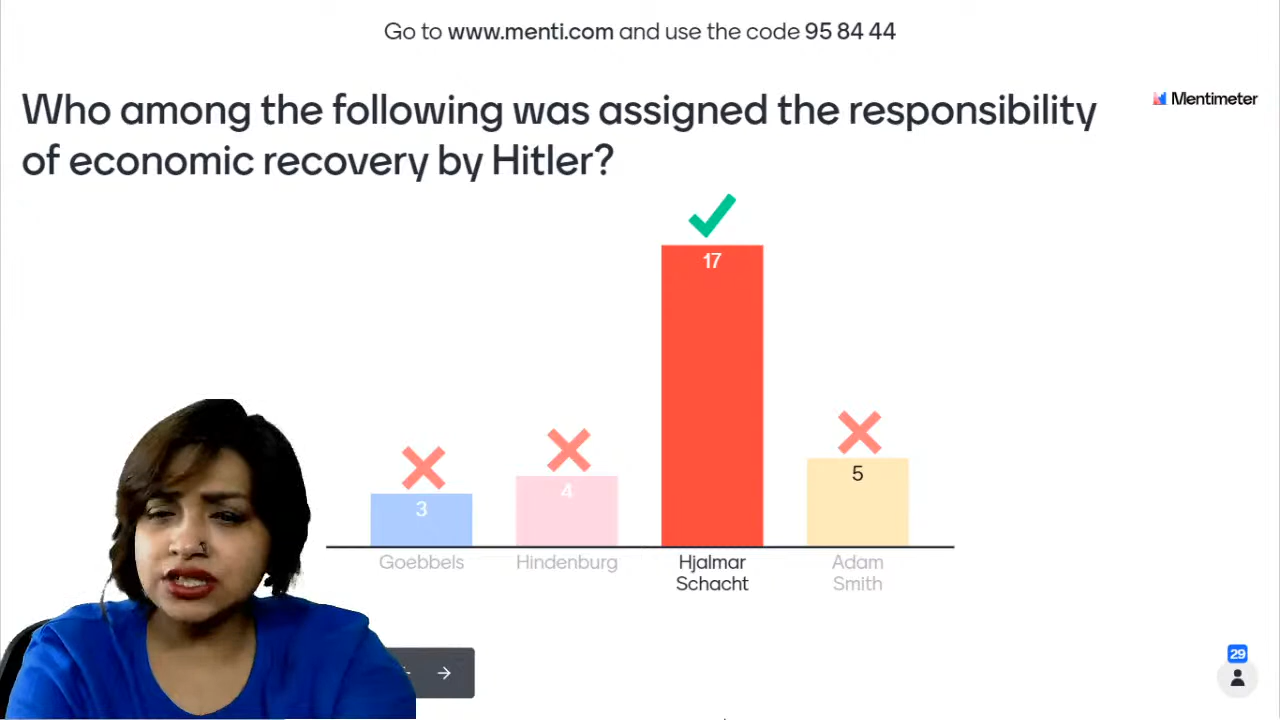 Go to www.menti.com and use the code 95 84 44
Who among the following was assigned the responsibility
of economic recovery by Hitler?
Mentimeter
17
3
4
5
Goebbels
Hindenburg
Hjalmar
Schacht
Adam
Smith
29